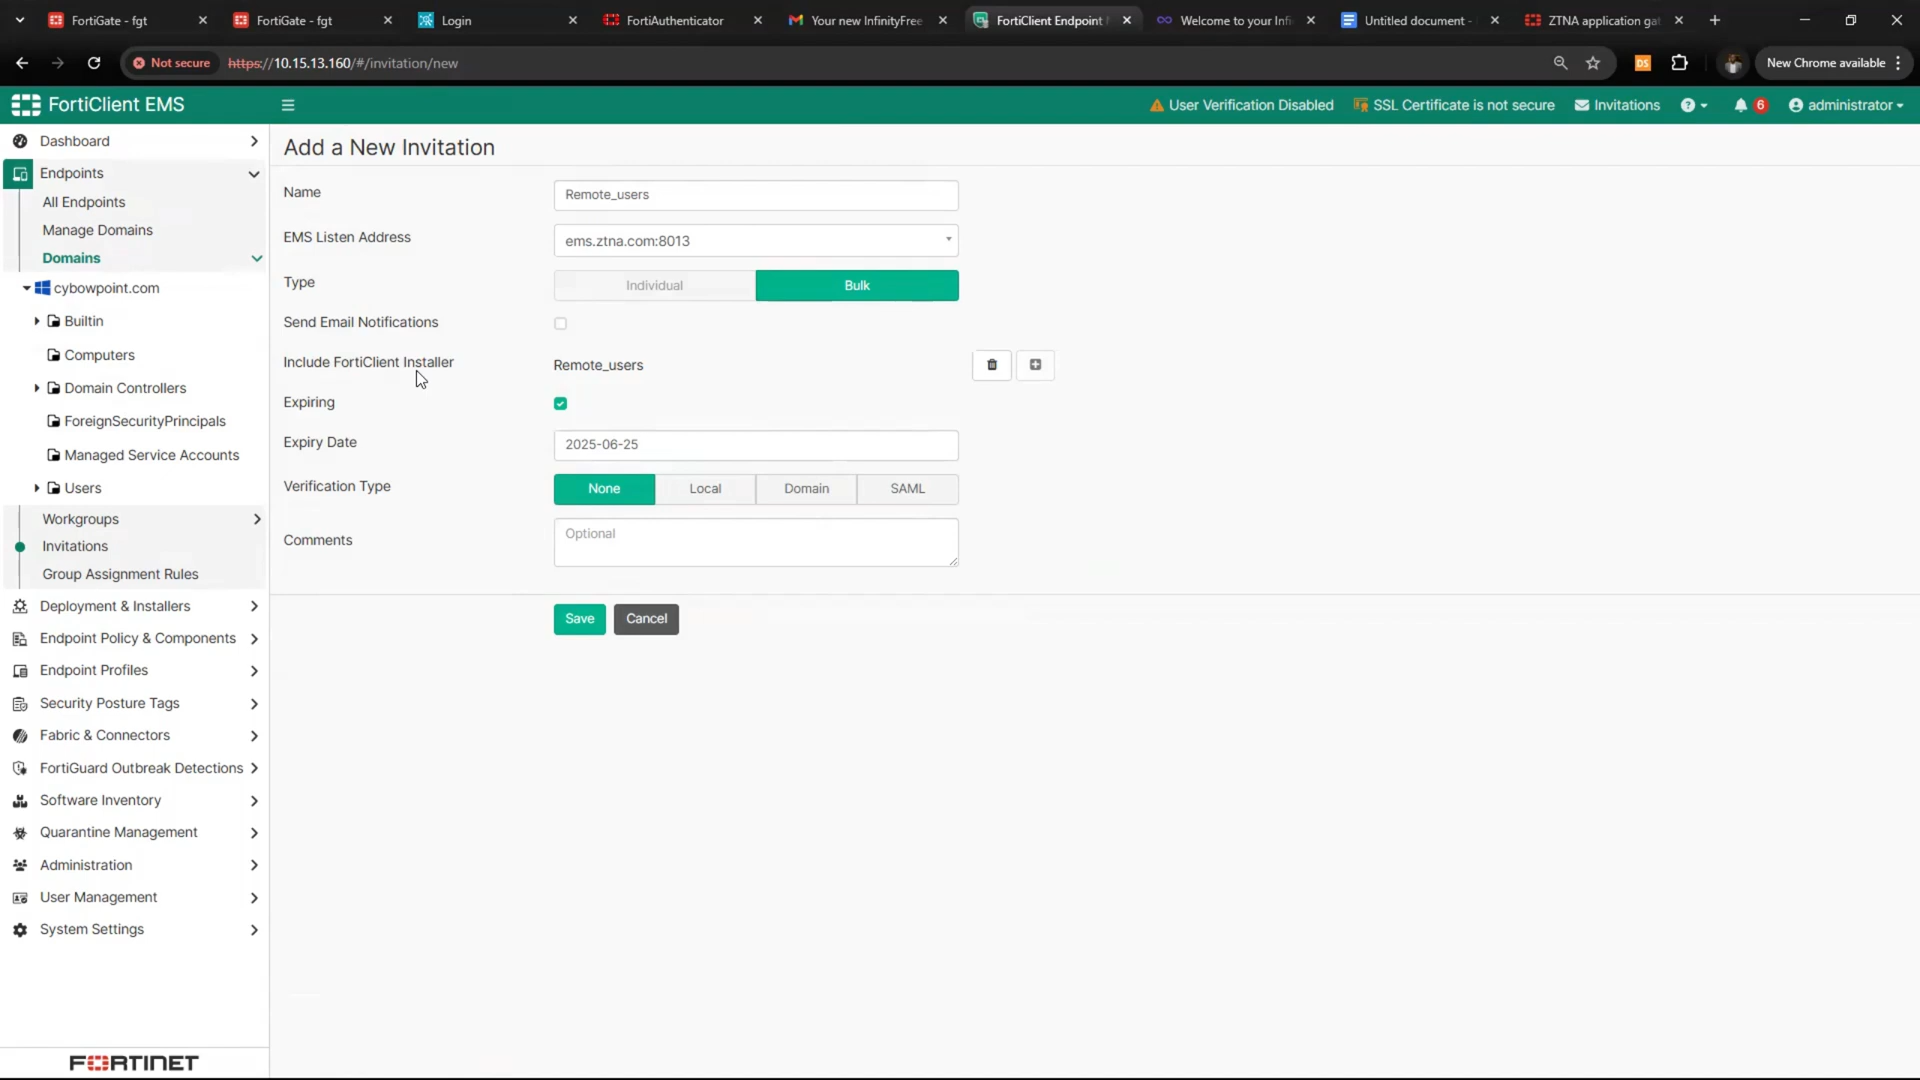 FortiGate - fgt
FortiGate - fgt
Login
FortiAuthenticator
Your new InfinityFree
FortiClient Endpoint
Welcome to your Infi
Untitled document -
ZTNA application gat
Not secure
https://10.15.13.160/#/invitation/new
DS
New Chrome available
FortiClient EMS
User Verification Disabled
SSL Certificate is not secure
Invitations
6
administrator
Dashboard
Endpoints
All Endpoints
Manage Domains
Domains
cybowpoint.com
Builtin
Computers
Domain Controllers
ForeignSecurityPrincipals
Managed Service Accounts
Users
Workgroups
Invitations
Group Assignment Rules
Deployment & Installers
Endpoint Policy & Components
Endpoint Profiles
Security Posture Tags
Fabric & Connectors
FortiGuard Outbreak Detections
Software Inventory
Quarantine Management
Administration
User Management
System Settings
FORTINET
Add a New Invitation
Name
Remote_users
EMS Listen Address
ems.ztna.com:8013
Type
Individual
Bulk
Send Email Notifications
Include FortiClient Installer
Remote_users
Expiring
Expiry Date
2025-06-25
Verification Type
None
Local
Domain
SAML
Comments
Optional
Save
Cancel